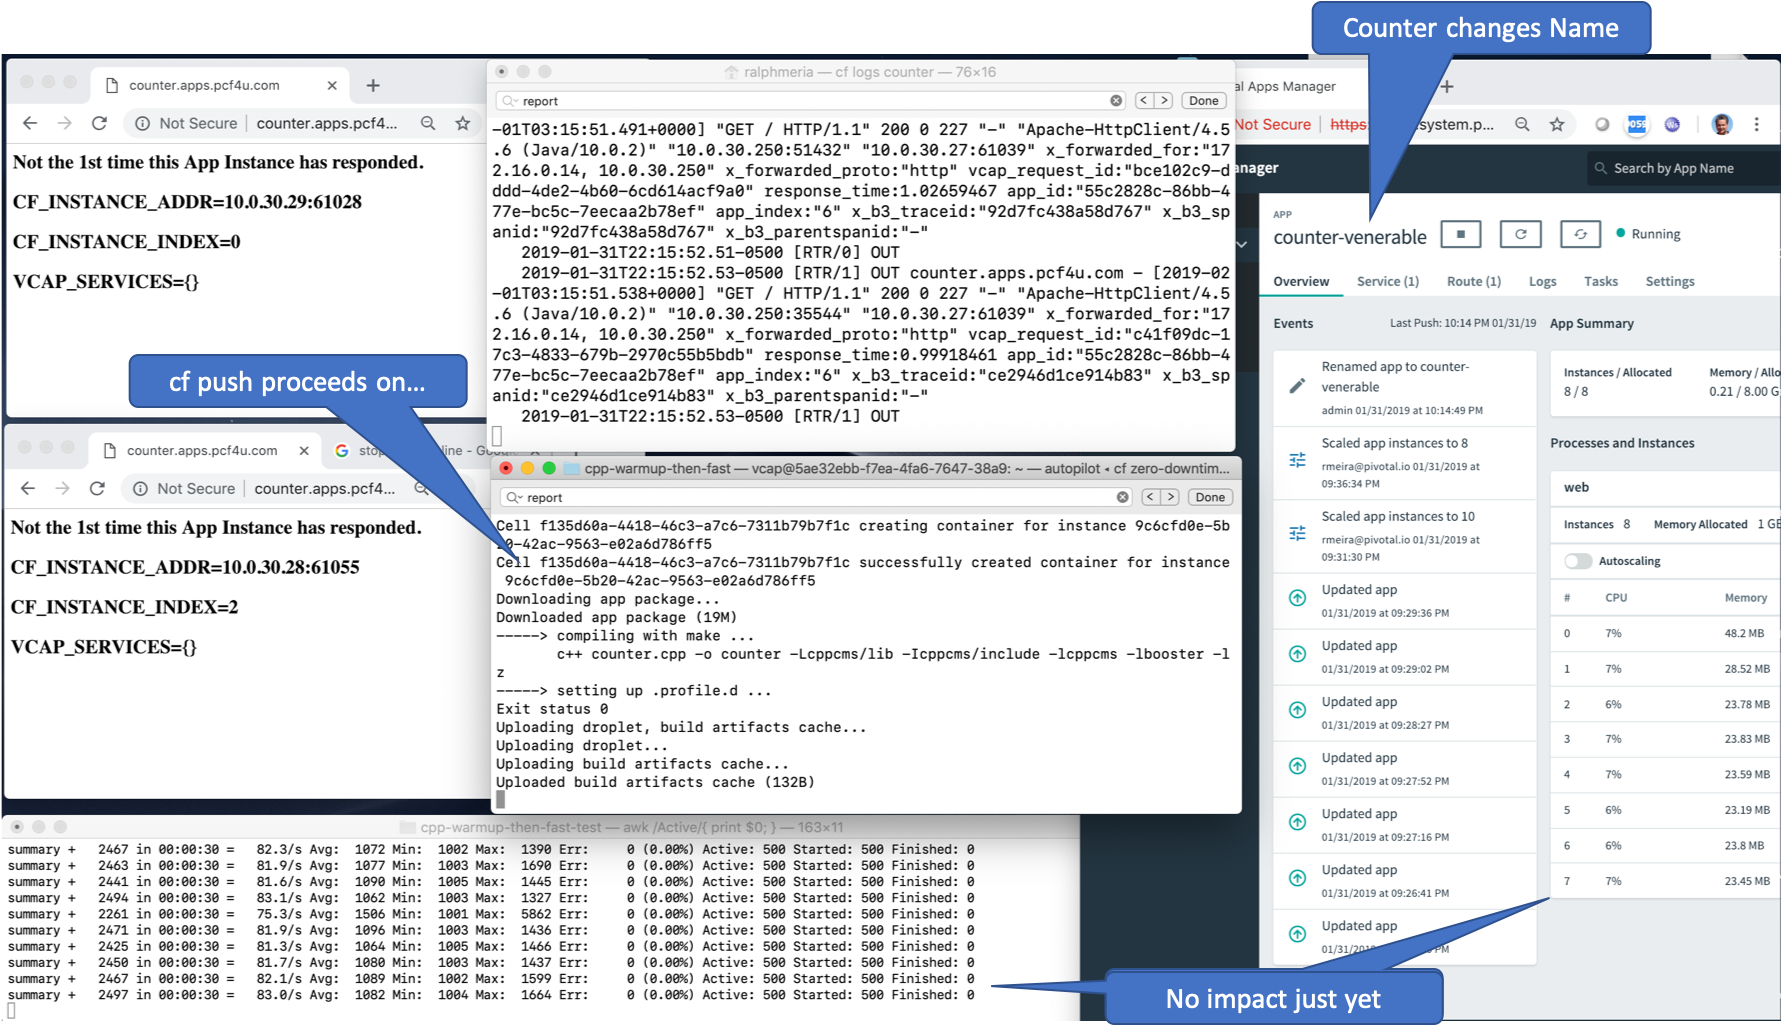 Counter changes Name
counter.apps.pcf4u.com
Not Secure counter.apps.pcf4...
Not the 1st time this App Instance has responded.
CF_INSTANCE_ADDR=10.0.30.29:61028
CF_INSTANCE_INDEX=0
VCAP_SERVICES={}
ralphmeria — cf logs counter — 76×16
report
Done
-01T03:15:51.491+0000] "GET / HTTP/1.1" 200 0 227 "-" "Apache-HttpClient/4.5
.6 (Java/10.0.2)" "10.0.30.250:51432" "10.0.30.27:61039" x_forwarded_for:"17
2.16.0.14, 10.0.30.250" x_forwarded_proto:"http" vcap_request_id:"bce102c9-d
ddd-4de2-4b60-6cd614acf9a0" response_time:1.02659467 app_id:"55c2828c-86bb-4
77e-bc5c-7eecaa2b78ef" app_index:"6" x_b3_traceid:"92d7fc438a58d767" x_b3_sp
anid:"92d7fc438a58d767" x_b3_parentspanid:"-"
2019-01-31T22:15:52.51-0500 [RTR/0] OUT
2019-01-31T22:15:52.53-0500 [RTR/1] OUT counter.apps.pcf4u.com - [2019-02
-01T03:15:51.538+0000] "GET / HTTP/1.1" 200 0 227 "-" "Apache-HttpClient/4.5
.6 (Java/10.0.2)" "10.0.30.250:35544" "10.0.30.27:61039" x_forwarded_for:"17
2.16.0.14, 10.0.30.250" x_forwarded_proto:"http" vcap_request_id:"c41f09dc-1
7c3-4833-679b-2970c55b5bdb" response_time:0.99918461 app_id:"55c2828c-86bb-4
77e-bc5c-7eecaa2b78ef" app_index:"6" x_b3_traceid:"ce2946d1ce914b83" x_b3_sp
anid:"ce2946d1ce914b83" x_b3_parentspanid:"-"
2019-01-31T22:15:52.53-0500 [RTR/1] OUT
cf push proceeds on...
counter.apps.pcf4u.com
Not Secure counter.apps.pcf4...
Not the 1st time this App Instance has responded.
CF_INSTANCE_ADDR=10.0.30.28:61055
CF_INSTANCE_INDEX=2
VCAP_SERVICES={}
cpp-warmup-then-fast — vcap@5ae32ebb-f7ea-4fa6-7647-38a9: ~ — autopilot ◂ cf zero-downtim...
report
Done
Cell f135d60a-4418-46c3-a7c6-7311b79b7f1c creating container for instance 9c6cfd0e-5b
20-42ac-9563-e02a6d786ff5
Cell f135d60a-4418-46c3-a7c6-7311b79b7f1c successfully created container for instance
9c6cfd0e-5b20-42ac-9563-e02a6d786ff5
Downloading app package...
Downloaded app package (19M)
-----> compiling with make ...
c++ counter.cpp -o counter -Lcppcms/lib -Icppcms/include -lcppcms -lbooster -l
z
-----> setting up .profile.d ...
Exit status 0
Uploading droplet, build artifacts cache...
Uploading droplet...
Uploading build artifacts cache...
Uploaded build artifacts cache (132B)
cpp-warmup-then-fast-test — awk /Active/{ print $0; } — 163×11
summary + 2467 in 00:00:30 = 82.3/s Avg: 1072 Min: 1002 Max: 1390 Err: 0 (0.00%) Active: 500 Started: 500 Finished: 0
summary + 2463 in 00:00:30 = 81.9/s Avg: 1077 Min: 1003 Max: 1690 Err: 0 (0.00%) Active: 500 Started: 500 Finished: 0
summary + 2441 in 00:00:30 = 81.6/s Avg: 1090 Min: 1005 Max: 1445 Err: 0 (0.00%) Active: 500 Started: 500 Finished: 0
summary + 2494 in 00:00:30 = 83.1/s Avg: 1062 Min: 1003 Max: 1327 Err: 0 (0.00%) Active: 500 Started: 500 Finished: 0
summary + 2261 in 00:00:30 = 75.3/s Avg: 1506 Min: 1001 Max: 5862 Err: 0 (0.00%) Active: 500 Started: 500 Finished: 0
summary + 2471 in 00:00:30 = 81.9/s Avg: 1096 Min: 1003 Max: 1436 Err: 0 (0.00%) Active: 500 Started: 500 Finished: 0
summary + 2425 in 00:00:30 = 81.3/s Avg: 1064 Min: 1005 Max: 1466 Err: 0 (0.00%) Active: 500 Started: 500 Finished: 0
summary + 2450 in 00:00:30 = 81.7/s Avg: 1080 Min: 1003 Max: 1437 Err: 0 (0.00%) Active: 500 Started: 500 Finished: 0
summary + 2467 in 00:00:30 = 82.1/s Avg: 1089 Min: 1002 Max: 1599 Err: 0 (0.00%) Active: 500 Started: 500 Finished: 0
summary + 2497 in 00:00:30 = 83.0/s Avg: 1082 Min: 1004 Max: 1664 Err: 0 (0.00%) Active: 500 Started: 500 Finished: 0
al Apps Manager
Not Secure https system.p...
anager
Search by App Name
APP
counter-venerable
Running
Overview Service (1) Route (1) Logs Tasks Settings
Events Last Push: 10:14 PM 01/31/19
Renamed app to counter-
venerable
admin 01/31/2019 at 10:14:49 PM
Scaled app instances to 8
rmeira@pivotal.io 01/31/2019 at
09:36:34 PM
Scaled app instances to 10
rmeira@pivotal.io 01/31/2019 at
09:31:30 PM
Updated app
01/31/2019 at 09:29:36 PM
Updated app
01/31/2019 at 09:29:02 PM
Updated app
01/31/2019 at 09:28:27 PM
Updated app
01/31/2019 at 09:27:52 PM
Updated app
01/31/2019 at 09:27:16 PM
Updated app
01/31/2019 at 09:26:41 PM
Updated app
App Summary
Instances / Allocated Memory / Allo
8 / 8 0.21 / 8.00 G
Processes and Instances
web
Instances 8 Memory Allocated 1 GB
Autoscaling
# CPU Memory
0 7% 48.2 MB
1 7% 28.52 MB
2 6% 23.78 MB
3 7% 23.83 MB
4 7% 23.59 MB
5 6% 23.19 MB
6 6% 23.8 MB
7 7% 23.45 MB
No impact just yet